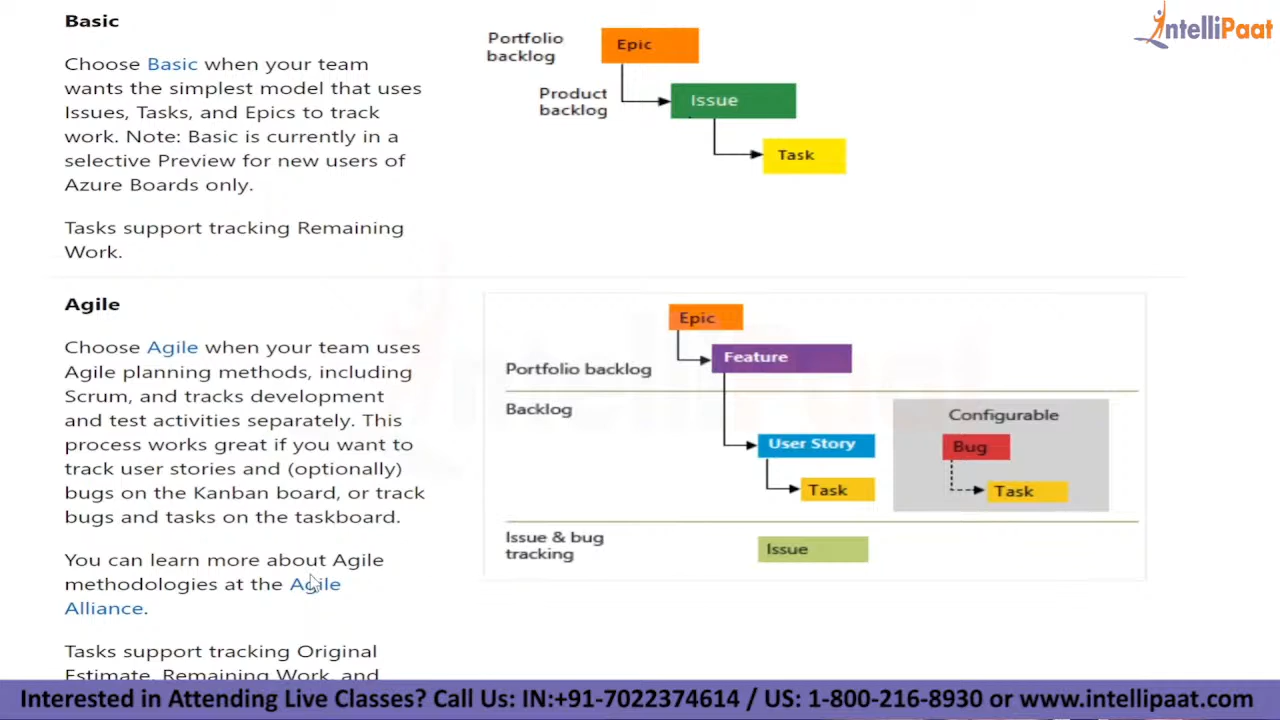 Basic
Choose Basic when your team
wants the simplest model that uses
Issues, Tasks, and Epics to track
work. Note: Basic is currently in a
selective Preview for new users of
Azure Boards only.
Tasks support tracking Remaining
Work.
Portfolio
backlog
Epic
Product
backlog
Issue
Task
IntelliPaat
Agile
Choose Agile when your team uses
Agile planning methods, including
Scrum, and tracks development
and test activities separately. This
process works great if you want to
track user stories and (optionally)
bugs on the Kanban board, or track
bugs and tasks on the taskboard.
You can learn more about Agile
methodologies at the Agile
Alliance.
Tasks support tracking Original
Estimate, Remaining Work, and
Epic
Feature
Portfolio backlog
Backlog
User Story
Task
Configurable
Bug
Task
Issue & bug
tracking
Issue
IntelliPaat
Interested in Attending Live Classes? Call Us: IN:+91-7022374614 / US: 1-800-216-8930 or www.intellipaat.com